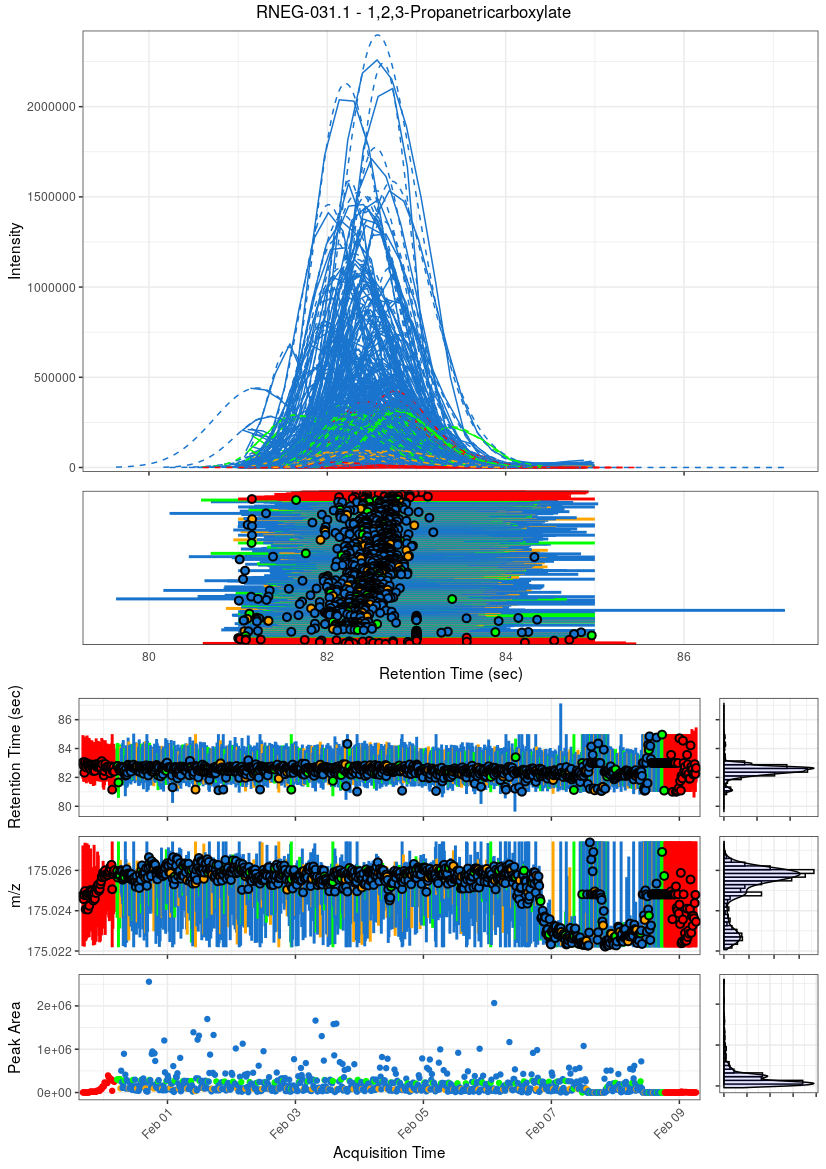 RNEG-031.1 - 1,2,3-Propanetricarboxylate
2000000
1500000
1000000
500000
0
Intensity
80 82 84 86
Retention Time (sec)
86
84
82
80
Retention Time (sec)
175.026
175.024
175.022
m/z
2e+06
1e+06
0e+00
Peak Area
Feb 01 Feb 03 Feb 05 Feb 07 Feb 09
Acquisition Time